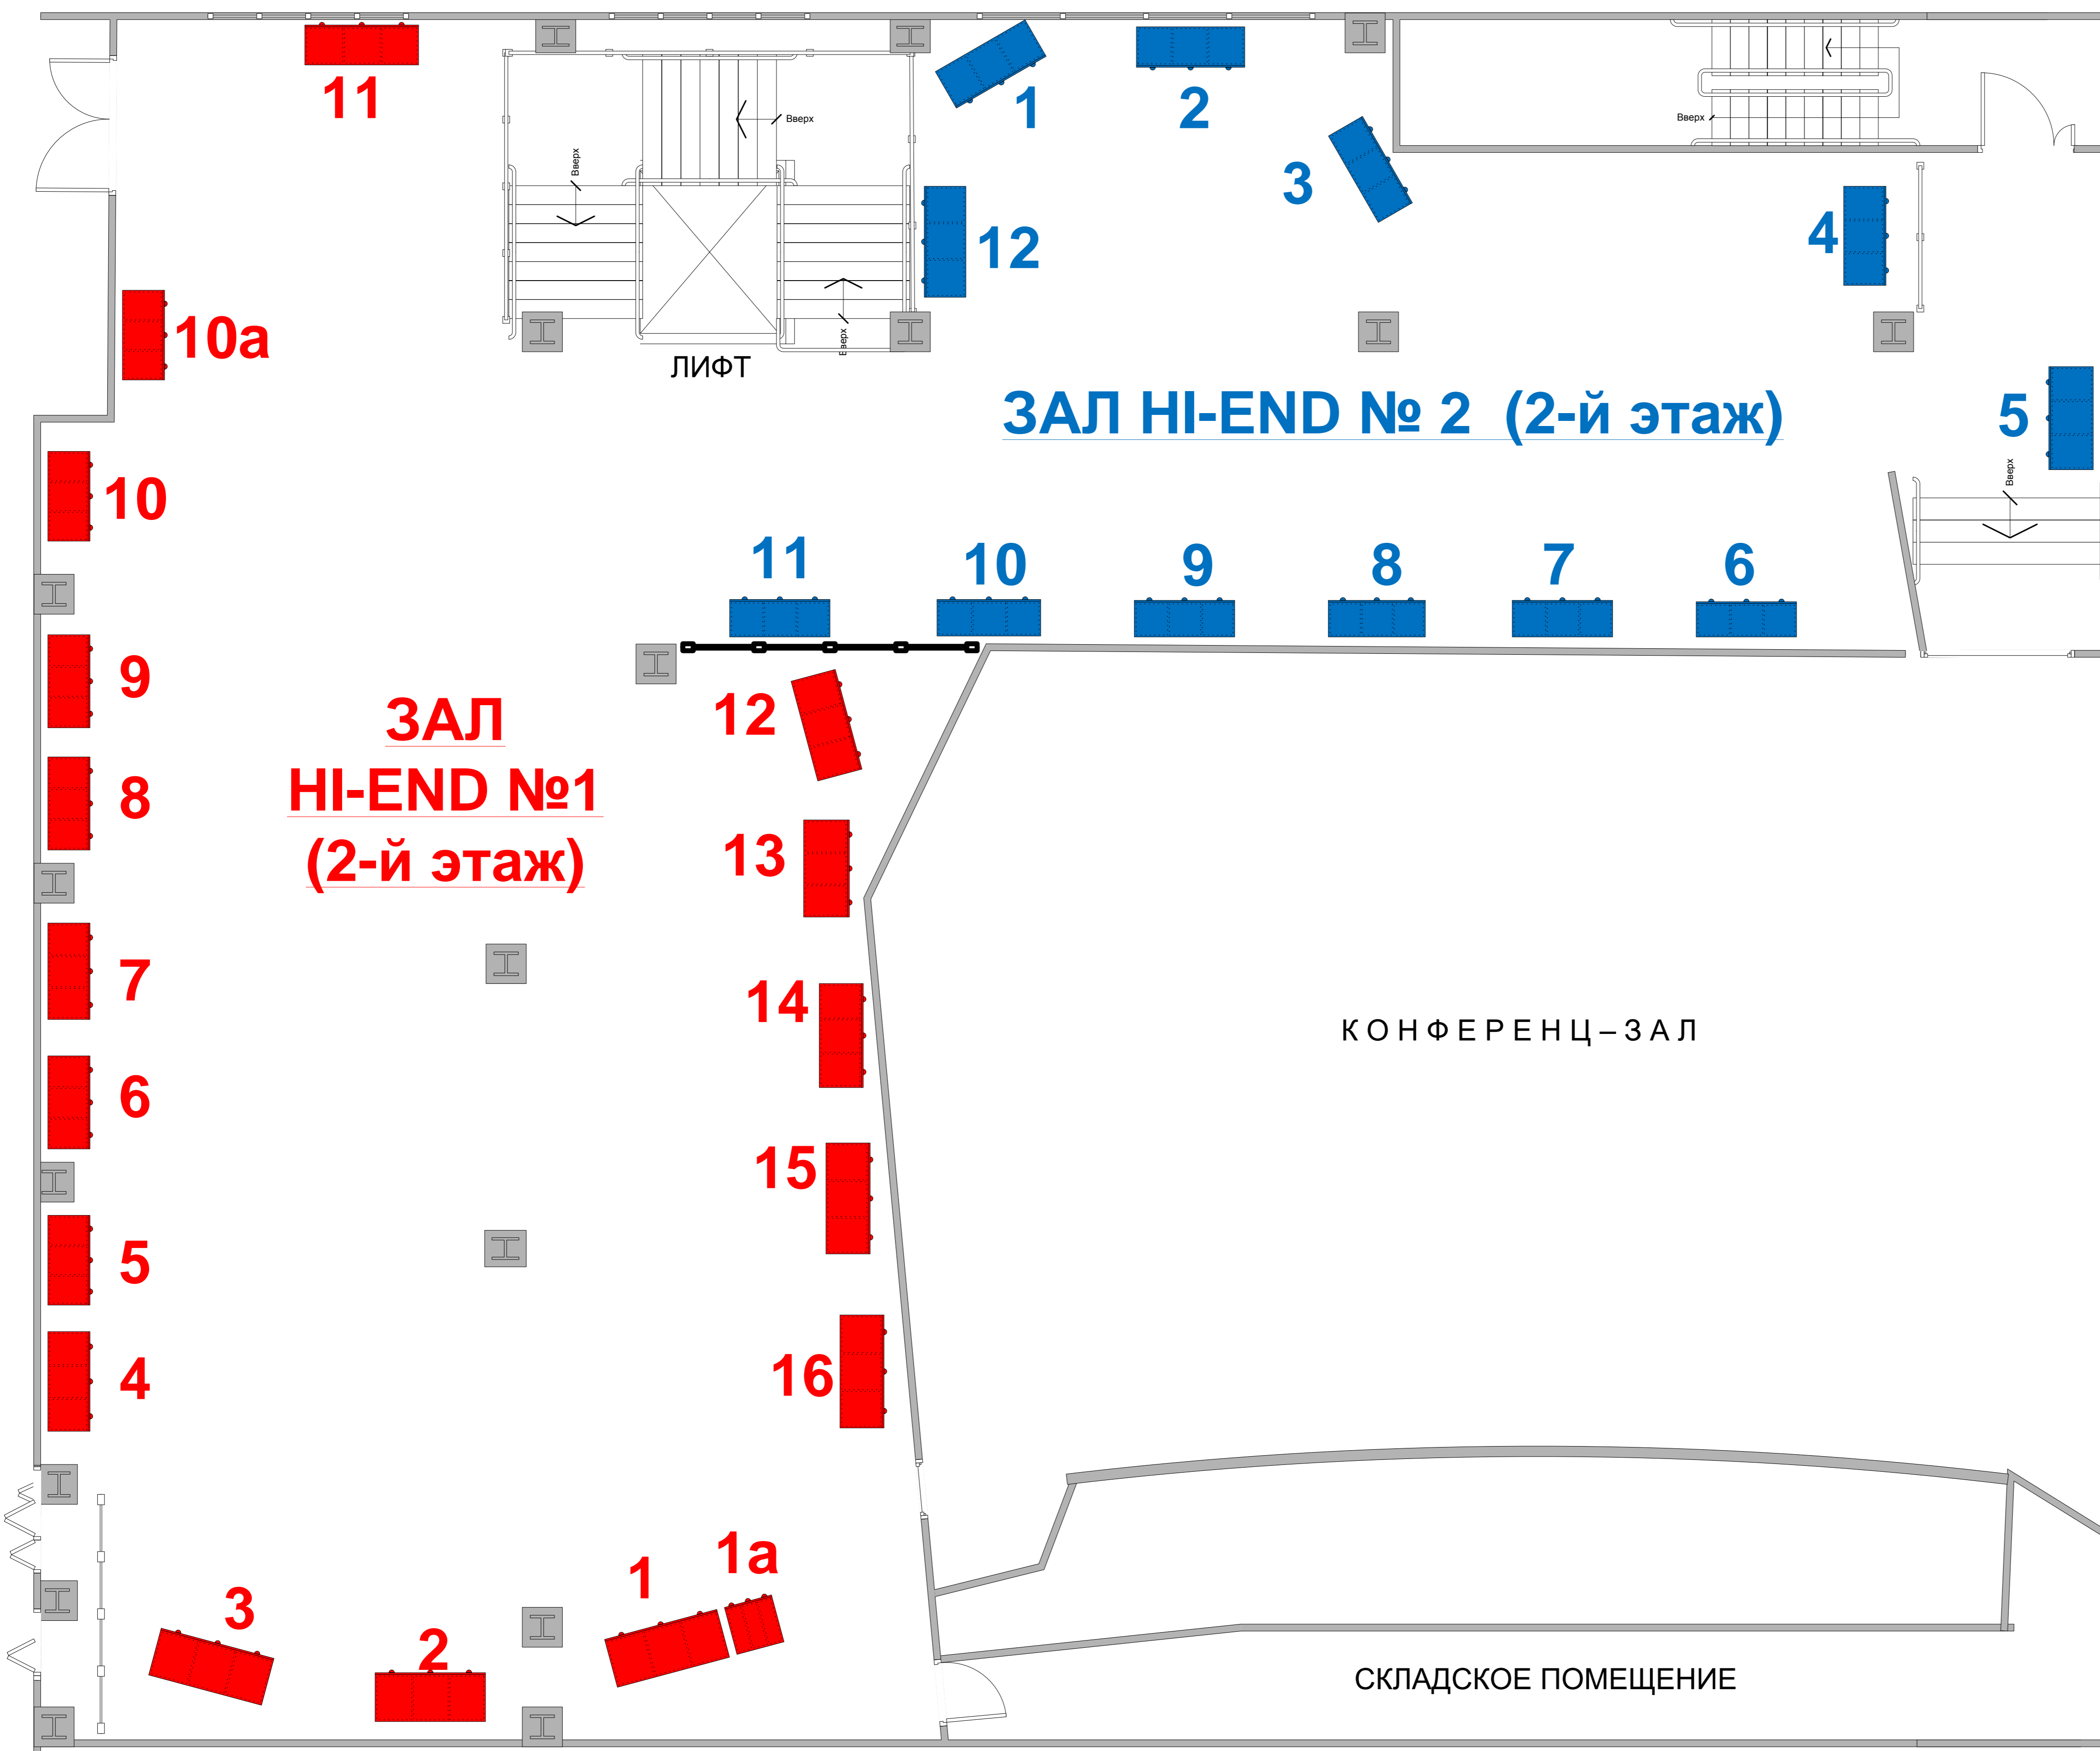 11
1
2
Вверх
Вверх
Вверх
3
12
4
10а
Вверх
ЛИФТ
ЗАЛ HI-END № 2 (2-й этаж)
5
Вверх
10
11
10
9
8
7
6
9
12
ЗАЛ
HI-END №1
(2-й этаж)
8
13
7
14
КОНФЕРЕНЦ–ЗАЛ
6
15
5
16
4
1
1а
3
2
СКЛАДСКОЕ ПОМЕЩЕНИЕ